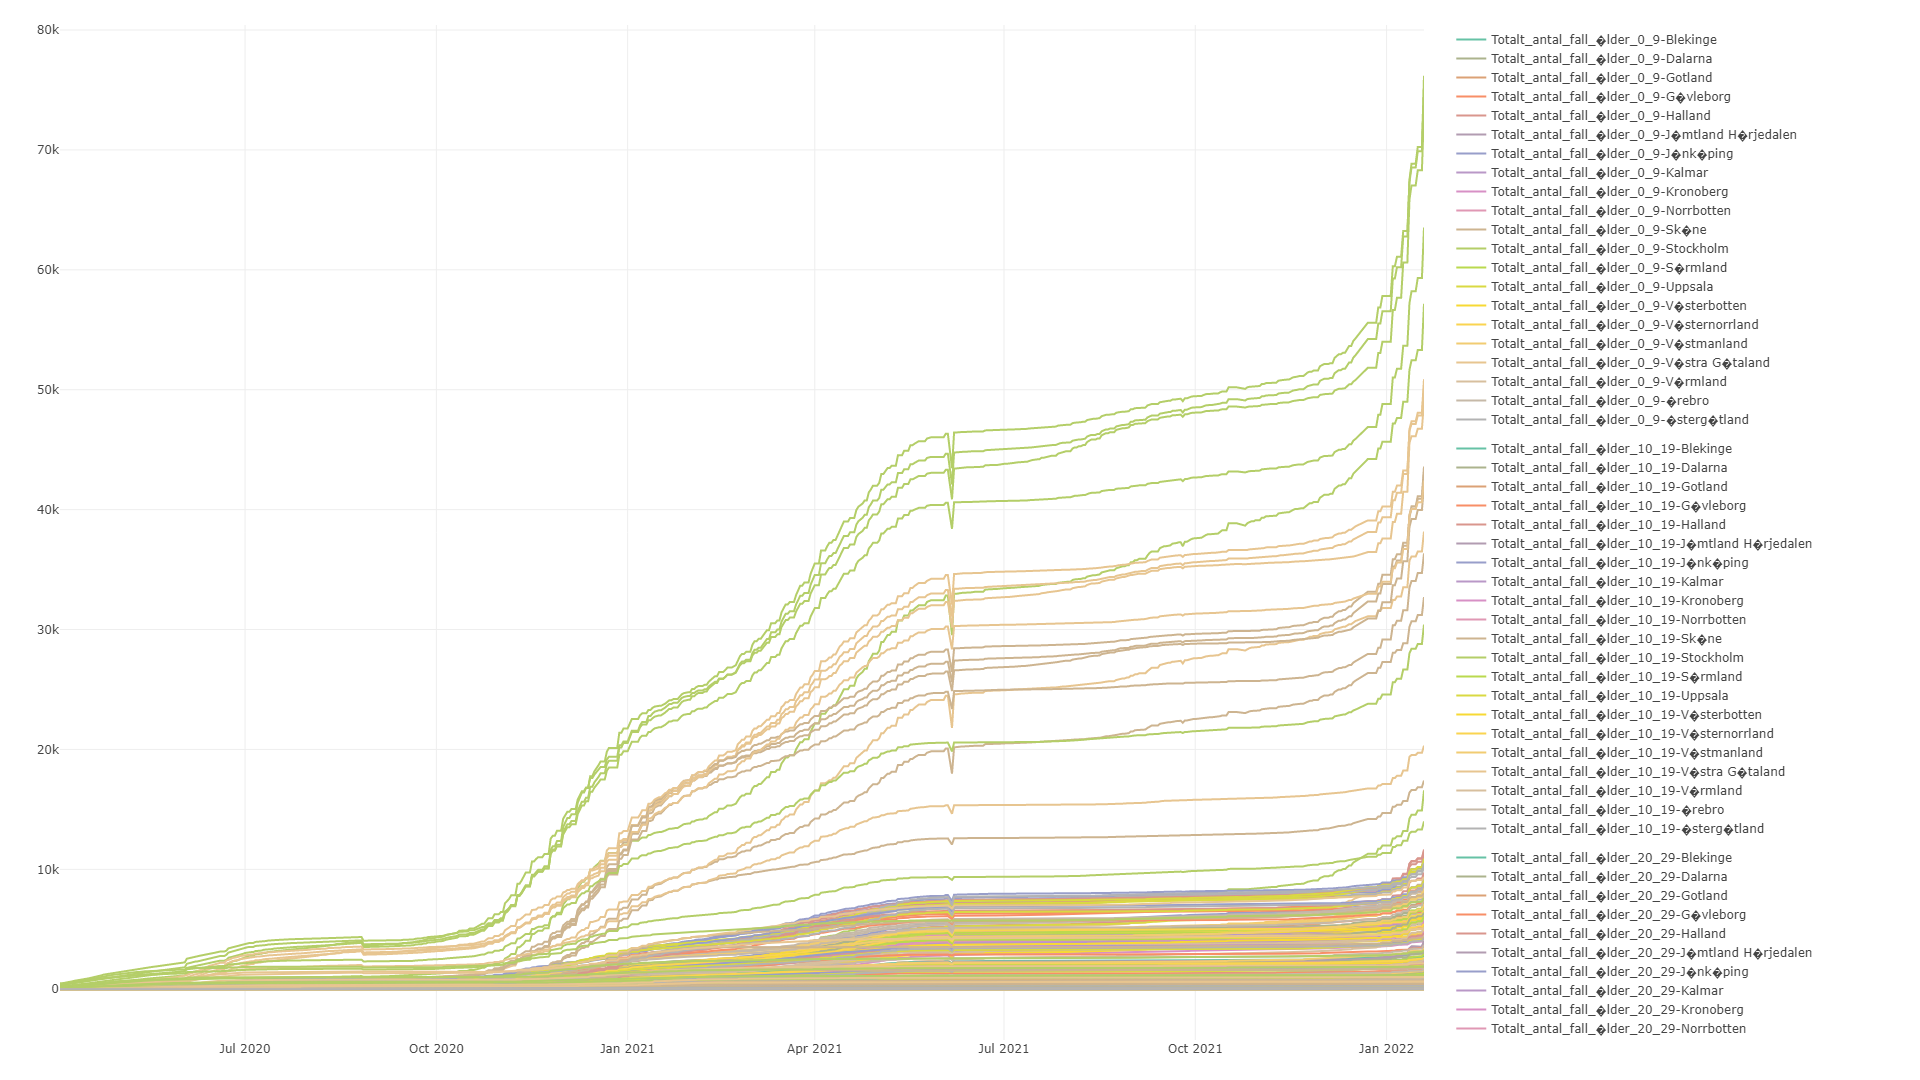 80k
70k
60k
50k
40k
30k
20k
10k
0
Jul 2020
Oct 2020
Jan 2021
Apr 2021
Jul 2021
Oct 2021
Jan 2022
Totalt_antal_fall_�lder_0_9-Blekinge
Totalt_antal_fall_�lder_0_9-Dalarna
Totalt_antal_fall_�lder_0_9-Gotland
Totalt_antal_fall_�lder_0_9-G�vleborg
Totalt_antal_fall_�lder_0_9-Halland
Totalt_antal_fall_�lder_0_9-J�mtland H�rjedalen
Totalt_antal_fall_�lder_0_9-J�nk�ping
Totalt_antal_fall_�lder_0_9-Kalmar
Totalt_antal_fall_�lder_0_9-Kronoberg
Totalt_antal_fall_�lder_0_9-Norrbotten
Totalt_antal_fall_�lder_0_9-Sk�ne
Totalt_antal_fall_�lder_0_9-Stockholm
Totalt_antal_fall_�lder_0_9-S�rmland
Totalt_antal_fall_�lder_0_9-Uppsala
Totalt_antal_fall_�lder_0_9-V�sterbotten
Totalt_antal_fall_�lder_0_9-V�sternorrland
Totalt_antal_fall_�lder_0_9-V�stmanland
Totalt_antal_fall_�lder_0_9-V�stra G�taland
Totalt_antal_fall_�lder_0_9-V�rmland
Totalt_antal_fall_�lder_0_9-�rebro
Totalt_antal_fall_�lder_0_9-�sterg�tland
Totalt_antal_fall_�lder_10_19-Blekinge
Totalt_antal_fall_�lder_10_19-Dalarna
Totalt_antal_fall_�lder_10_19-Gotland
Totalt_antal_fall_�lder_10_19-G�vleborg
Totalt_antal_fall_�lder_10_19-Halland
Totalt_antal_fall_�lder_10_19-J�mtland H�rjedalen
Totalt_antal_fall_�lder_10_19-J�nk�ping
Totalt_antal_fall_�lder_10_19-Kalmar
Totalt_antal_fall_�lder_10_19-Kronoberg
Totalt_antal_fall_�lder_10_19-Norrbotten
Totalt_antal_fall_�lder_10_19-Sk�ne
Totalt_antal_fall_�lder_10_19-Stockholm
Totalt_antal_fall_�lder_10_19-S�rmland
Totalt_antal_fall_�lder_10_19-Uppsala
Totalt_antal_fall_�lder_10_19-V�sterbotten
Totalt_antal_fall_�lder_10_19-V�sternorrland
Totalt_antal_fall_�lder_10_19-V�stmanland
Totalt_antal_fall_�lder_10_19-V�stra G�taland
Totalt_antal_fall_�lder_10_19-V�rmland
Totalt_antal_fall_�lder_10_19-�rebro
Totalt_antal_fall_�lder_10_19-�sterg�tland
Totalt_antal_fall_�lder_20_29-Blekinge
Totalt_antal_fall_�lder_20_29-Dalarna
Totalt_antal_fall_�lder_20_29-Gotland
Totalt_antal_fall_�lder_20_29-G�vleborg
Totalt_antal_fall_�lder_20_29-Halland
Totalt_antal_fall_�lder_20_29-J�mtland H�rjedalen
Totalt_antal_fall_�lder_20_29-J�nk�ping
Totalt_antal_fall_�lder_20_29-Kalmar
Totalt_antal_fall_�lder_20_29-Kronoberg
Totalt_antal_fall_�lder_20_29-Norrbotten